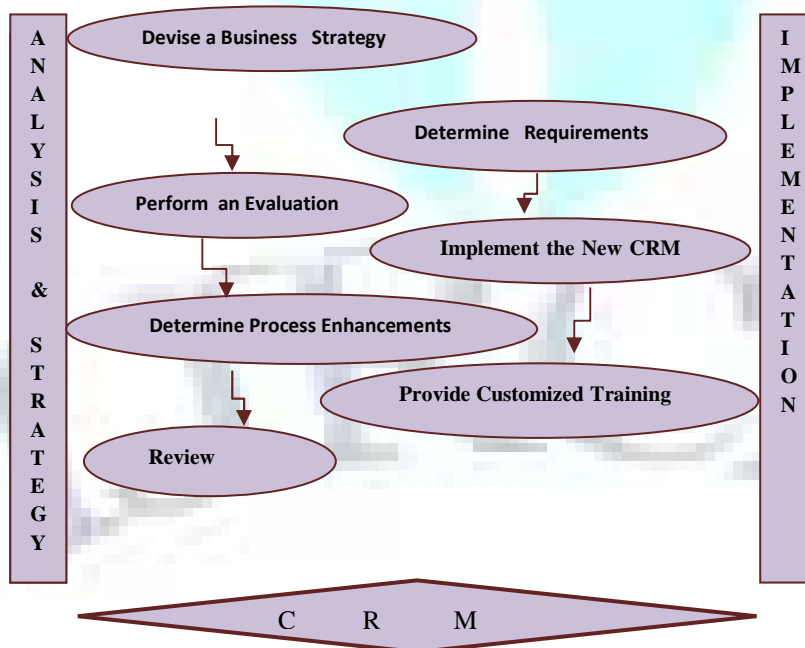 ANALYSIS & STRATEGY
Devise a Business Strategy
Perform an Evaluation
Determine Process Enhancements
Review
Determine Requirements
Implement the New CRM
Provide Customized Training
IMPLEMENTATION
C R M